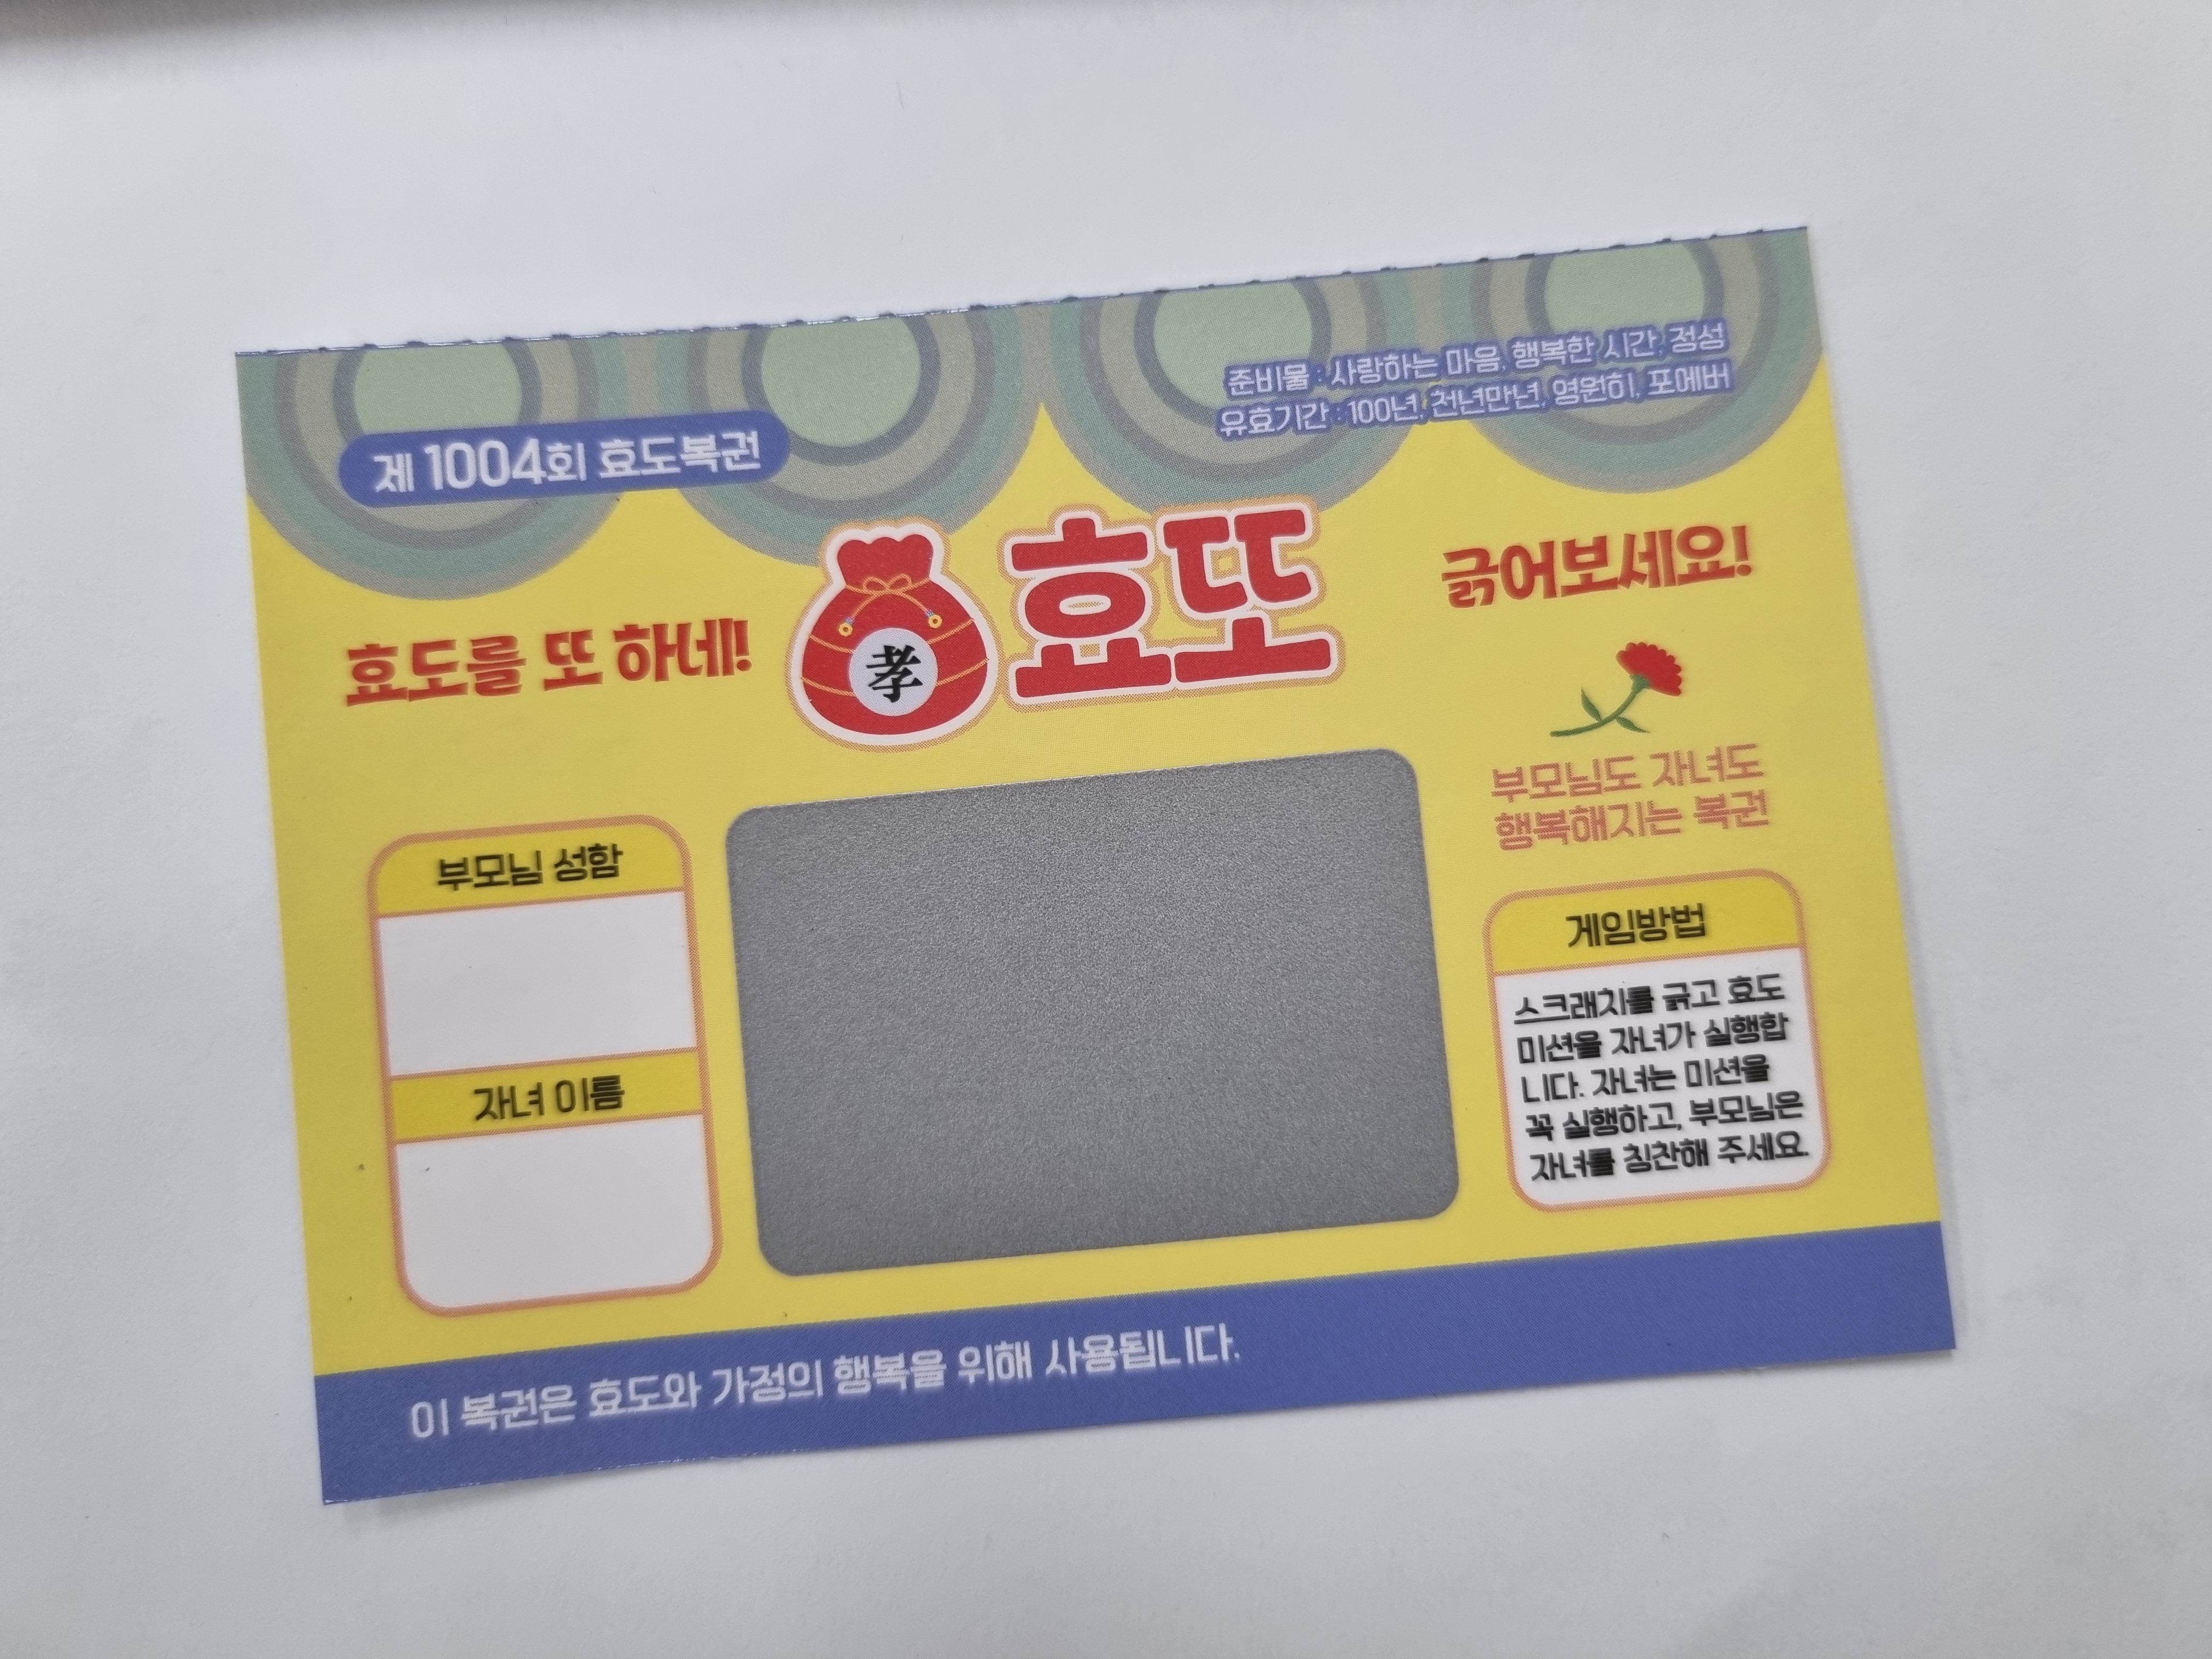 제 1004회 효도복권
준비물 : 사랑하는 마음, 행복한 시간, 정성
유효기간 : 100년, 천년만년, 영원히, 포에버
효도를 또 하네!!
孝
효또
긁어보세요!
부모님도 자녀도
행복해지는 복권
부모님 성함
자녀 이름
게임방법
스크래치를 긁고 효도
미션을 자녀가 실행합
니다. 자녀는 미션을
꼭 실행하고, 부모님은
자녀를 칭찬해 주세요.
이 복권은 효도와 가정의 행복을 위해 사용됩니다.